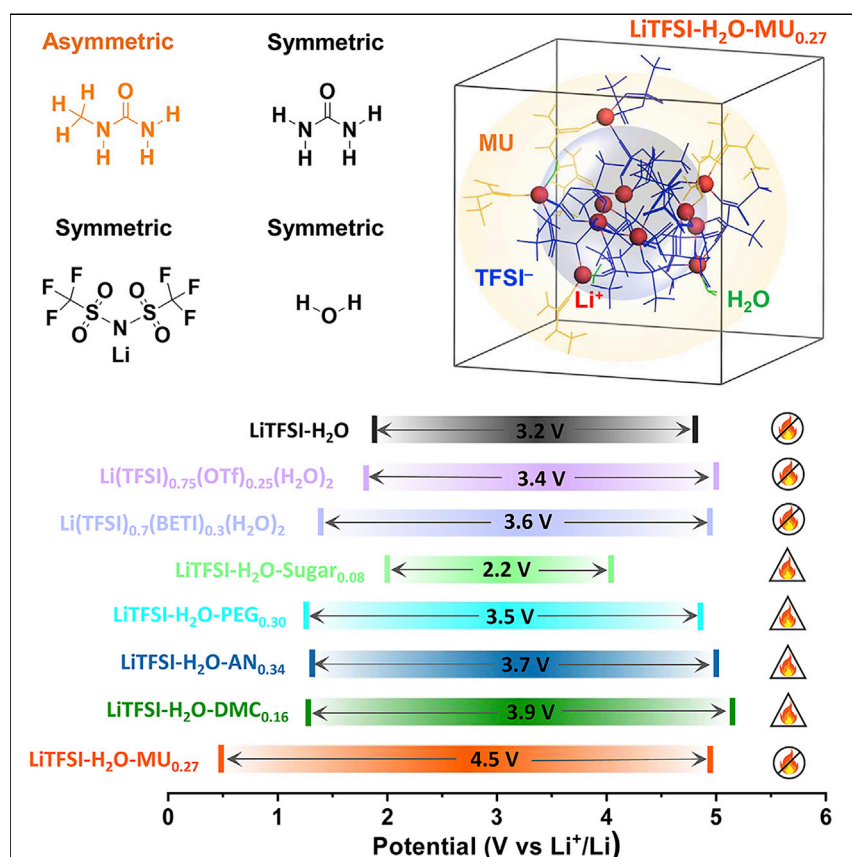 LiTFSI-H₂O-MU₀.₂₇
Asymmetric
Symmetric
H
H
O
H
C
N
N
H
H
H
O
H
N
N
H
H
H
MU
TFSI⁻
Li⁺
H₂O
Symmetric
Symmetric
F
F
F
F
F
F
O
O
S
S
O
O
N
Li
H
O
H
LiTFSI-H₂O
3.2 V
Li(TFSI)₀.₇₅(OTf)₀.₂₅(H₂O)₂
3.4 V
Li(TFSI)₀.₇(BETI)₀.₃(H₂O)₂
3.6 V
LiTFSI-H₂O-Sugar₀.₀₈
2.2 V
LiTFSI-H₂O-PEG₀.₃₀
3.5 V
LiTFSI-H₂O-AN₀.₃₄
3.7 V
LiTFSI-H₂O-DMC₀.₁₆
3.9 V
LiTFSI-H₂O-MU₀.₂₇
4.5 V
0 1 2 3 4 5 6
Potential (V vs Li⁺/Li)